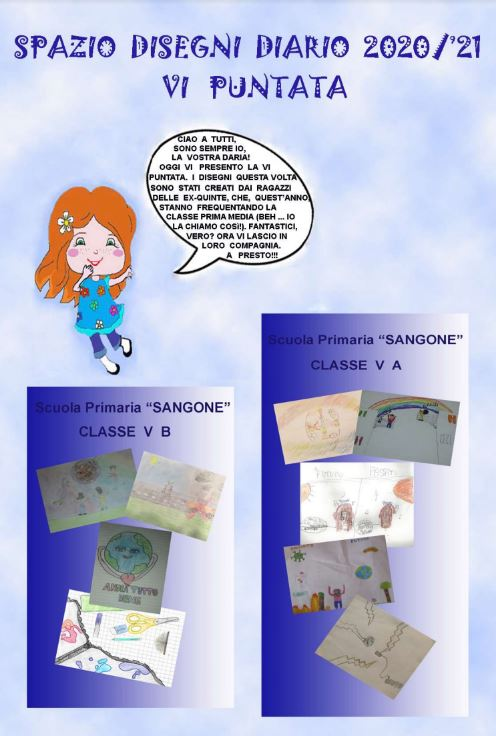 SPAZIO DISEGNI DIARIO 2020/'21
VI PUNTATA
CIAO A TUTTI,
SONO SEMPRE IO,
LA VOSTRA DARIA!
OGGI VI PRESENTO LA VI
PUNTATA. I DISEGNI QUESTA VOLTA
SONO STATI CREATI DAI RAGAZZI
DELLE EX-QUINTE, CHE, QUEST'ANNO,
STANNO FREQUENTANDO LA
CLASSE PRIMA MEDIA (BEH ... IO
LA CHIAMO COSÌ!). FANTASTICI,
VERO? ORA VI LASCIO IN
LORO COMPAGNIA.
A PRESTO!!!
Scuola Primaria "SANGONE"
CLASSE V A
Scuola Primaria "SANGONE"
CLASSE V B
ANDRÀ TUTTO
BENE